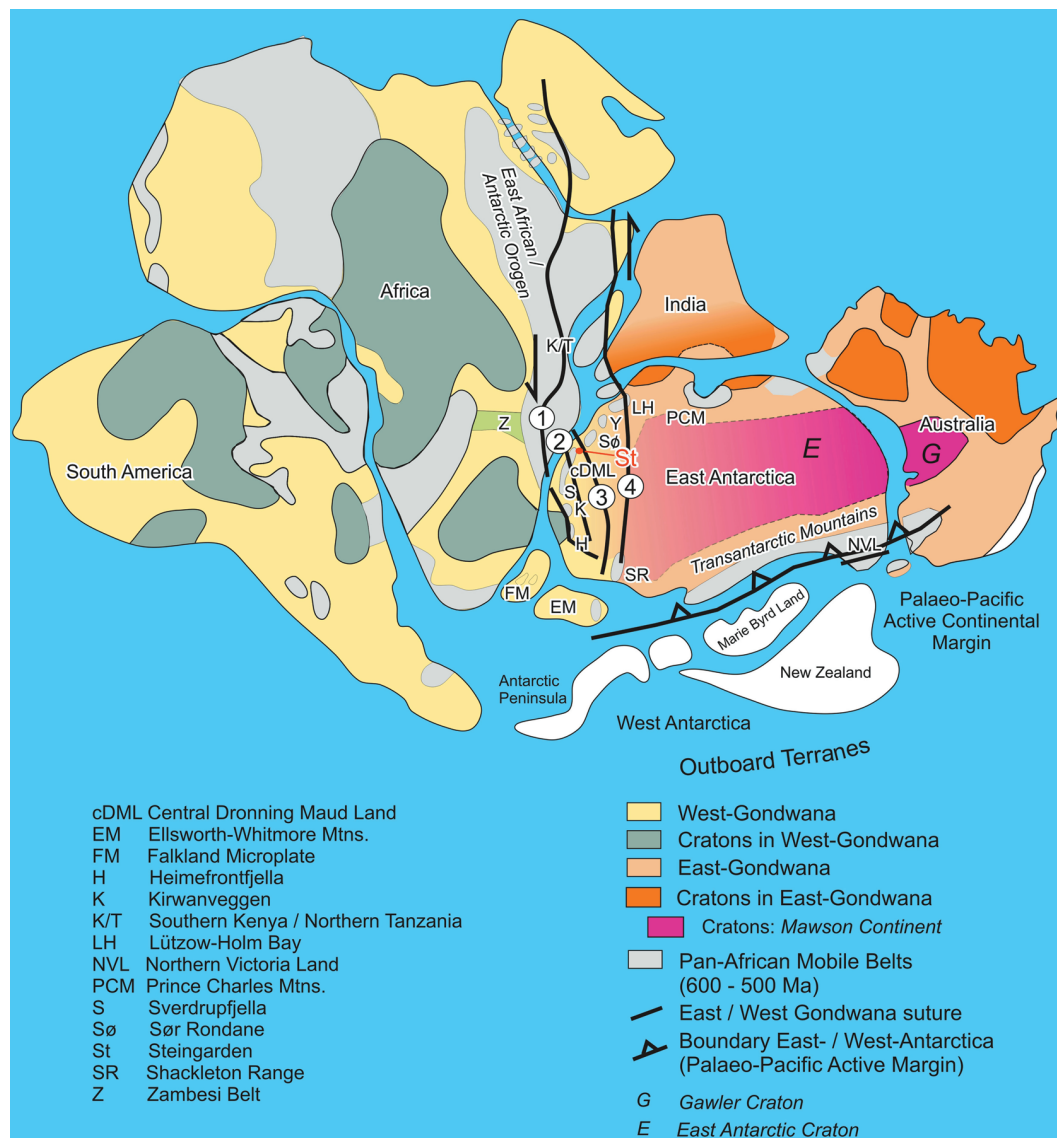 East African /
Antarctic Orogen
Africa
India
K/T
1
Z
2
Y
LH
PCM
Sø
St
cDML
S
K
3
4
H
East Antarctica
E
Australia
G
South America
Transantarctic Mountains
NVL
SR
FM
EM
Marie Byrd Land
Palaeo-Pacific
Active Continental
Margin
New Zealand
Antarctic
Peninsula
West Antarctica
Outboard Terranes
cDML Central Dronning Maud Land
EM Ellsworth-Whitmore Mtns.
FM Falkland Microplate
H Heimefrontfjella
K Kirwanveggen
K/T Southern Kenya / Northern Tanzania
LH Lützow-Holm Bay
NVL Northern Victoria Land
PCM Prince Charles Mtns.
S Sverdrupfjella
Sø Sør Rondane
St Steingarden
SR Shackleton Range
Z Zambesi Belt
West-Gondwana
Cratons in West-Gondwana
East-Gondwana
Cratons in East-Gondwana
Cratons: Mawson Continent
Pan-African Mobile Belts
(600 - 500 Ma)
East / West Gondwana suture
Boundary East- / West-Antarctica
(Palaeo-Pacific Active Margin)
G Gawler Craton
E East Antarctic Craton